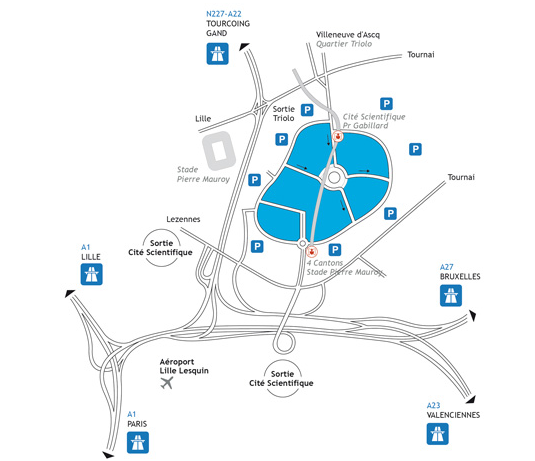 N227-A22
TOURCOING
GAND
Villeneuve d'Ascq
Quartier Triolo
Tournai
P
P
Sortie
Triolo
Cité Scientifique
Pr Gabillard
Lille
P
P
Stade
Pierre Mauroy
P
Tournai
P
Lezennes
Sortie
Cité Scientifique
P
P
4 Cantons
Stade Pierre Mauroy
A1
LILLE
A27
BRUXELLES
Aéroport
Lille Lesquin
Sortie
Cité Scientifique
A1
PARIS
A23
VALENCIENNES